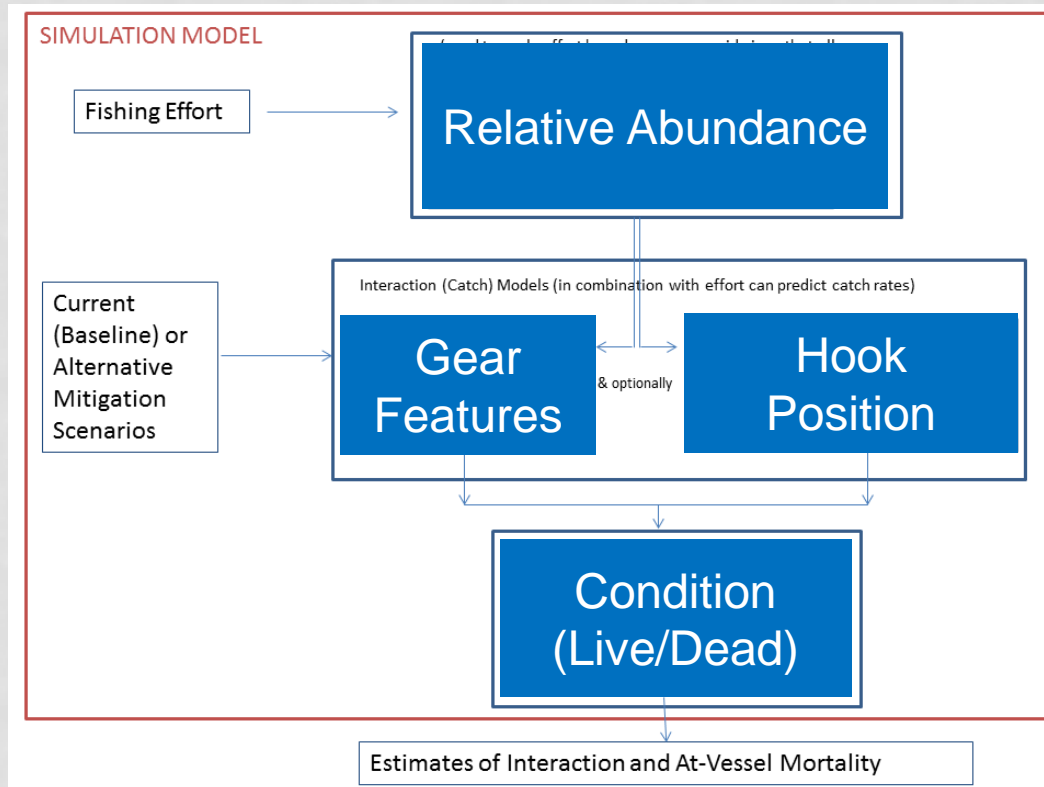 SIMULATION MODEL
Fishing Effort
Relative Abundance
Current
(Baseline) or
Alternative
Mitigation
Scenarios
Interaction (Catch) Models (in combination with effort can predict catch rates)
Gear
Features
& optionally
Hook
Position
Condition
(Live/Dead)
Estimates of Interaction and At-Vessel Mortality